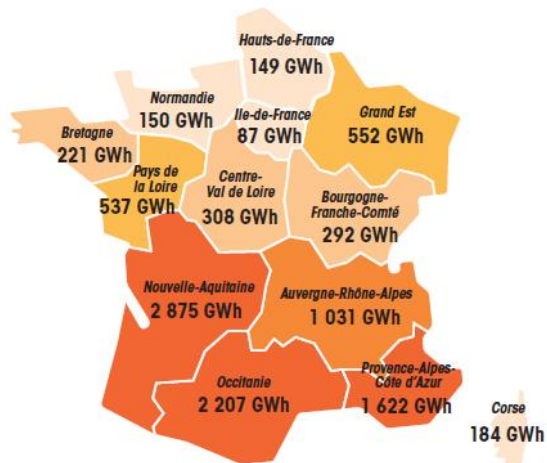 Hauts-de-France
149 GWh
Normandie
150 GWh
Ile-de-France
87 GWh
Grand Est
552 GWh
Bretagne
221 GWh
Pays de
la Loire
537 GWh
Centre-
Val de Loire
308 GWh
Bourgogne-
Franche-Comté
292 GWh
Nouvelle-Aquitaine
2 875 GWh
Auvergne-Rhône-Alpes
1 031 GWh
Occitanie
2 207 GWh
Provence-Alpes-
Côte d'Azur
1 622 GWh
Corse
184 GWh